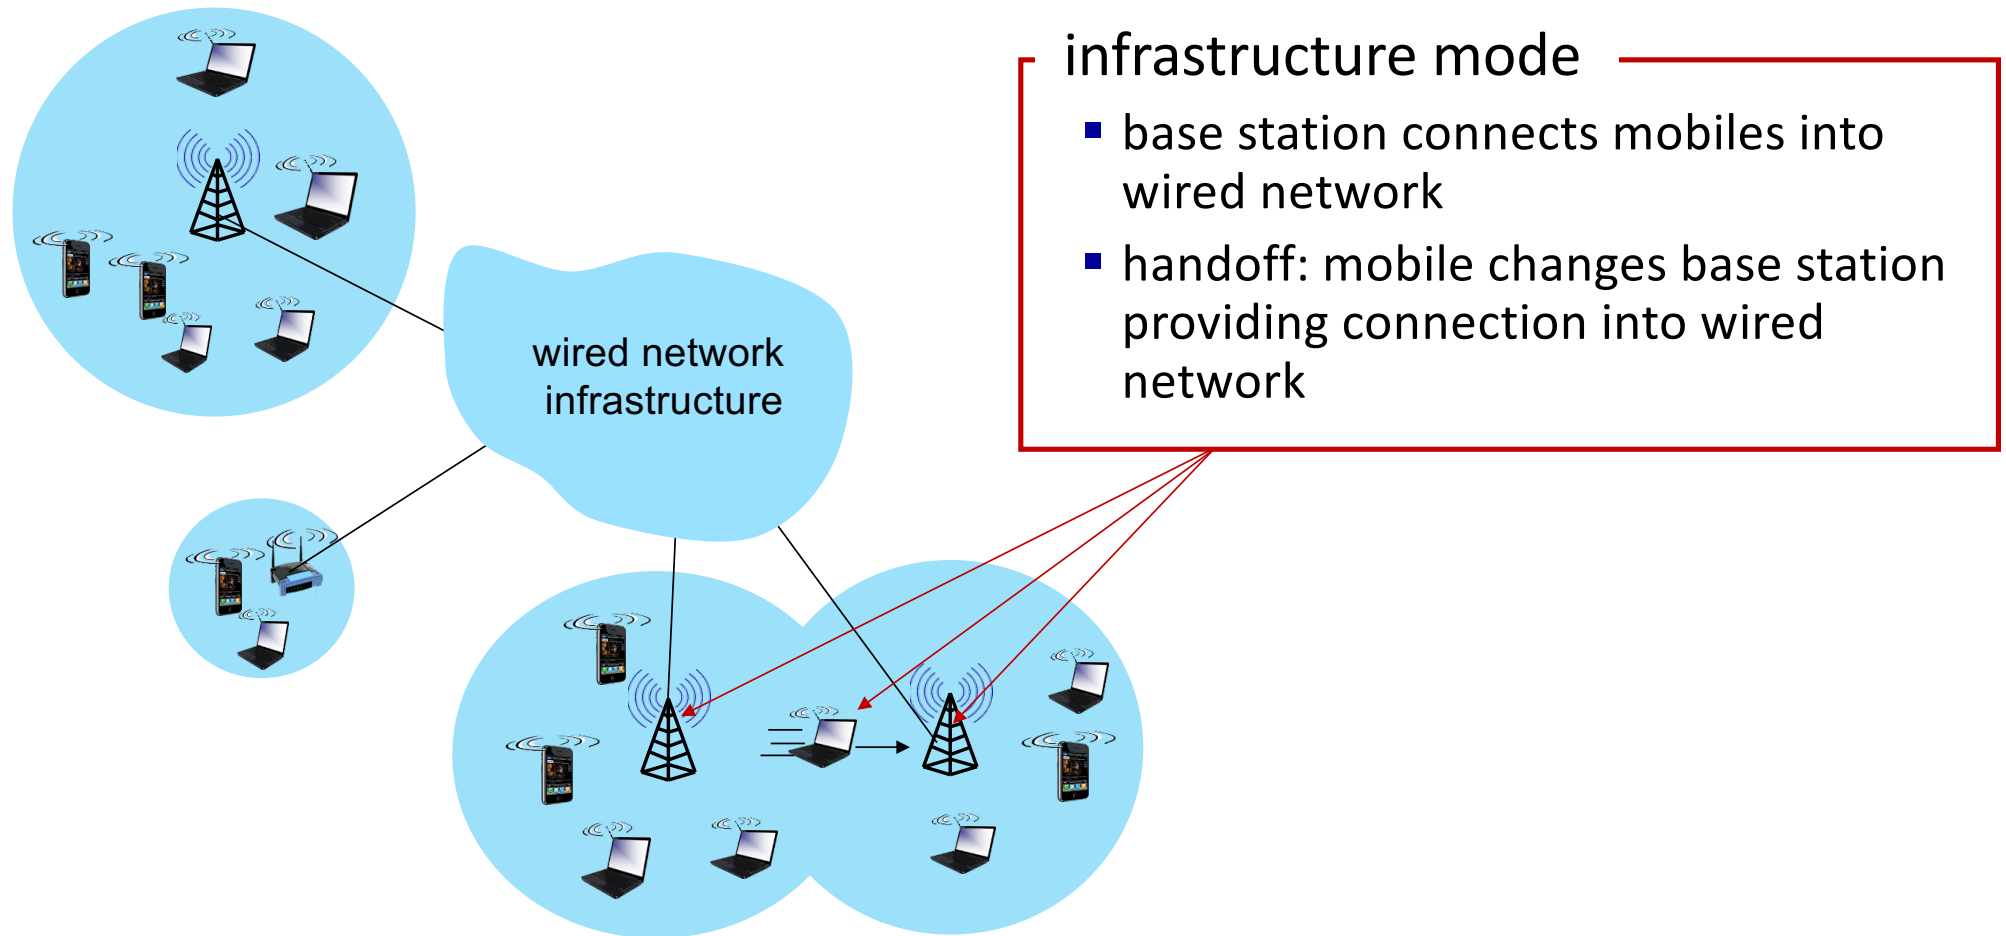 infrastructure mode
base station connects mobiles into
wired network
handoff: mobile changes base station
providing connection into wired
network
wired network
infrastructure